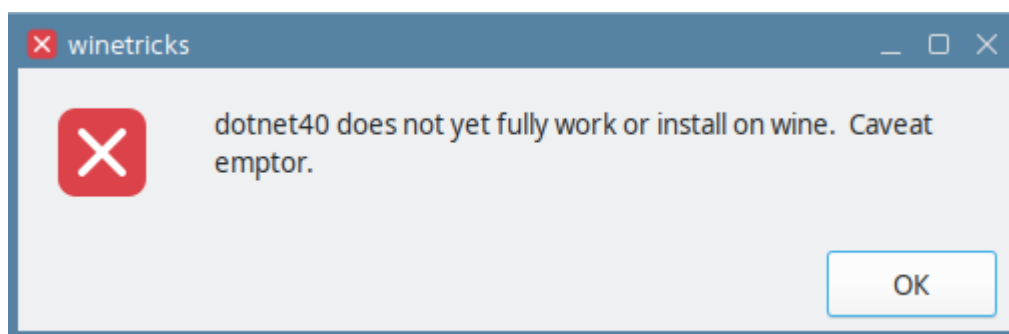 winetricks
dotnet40 does not yet fully work or install on wine.  Caveat
emptor.
OK